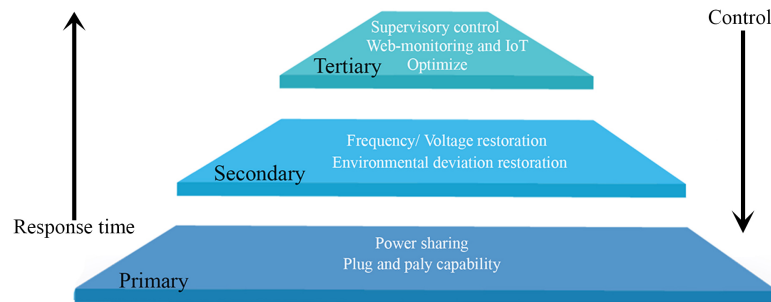 Supervisory control
Web-monitoring and IoT
Optimize
Tertiary
Control
Frequency/ Voltage restoration
Environmental deviation restoration
Secondary
Response time
Power sharing
Plug and paly capability
Primary